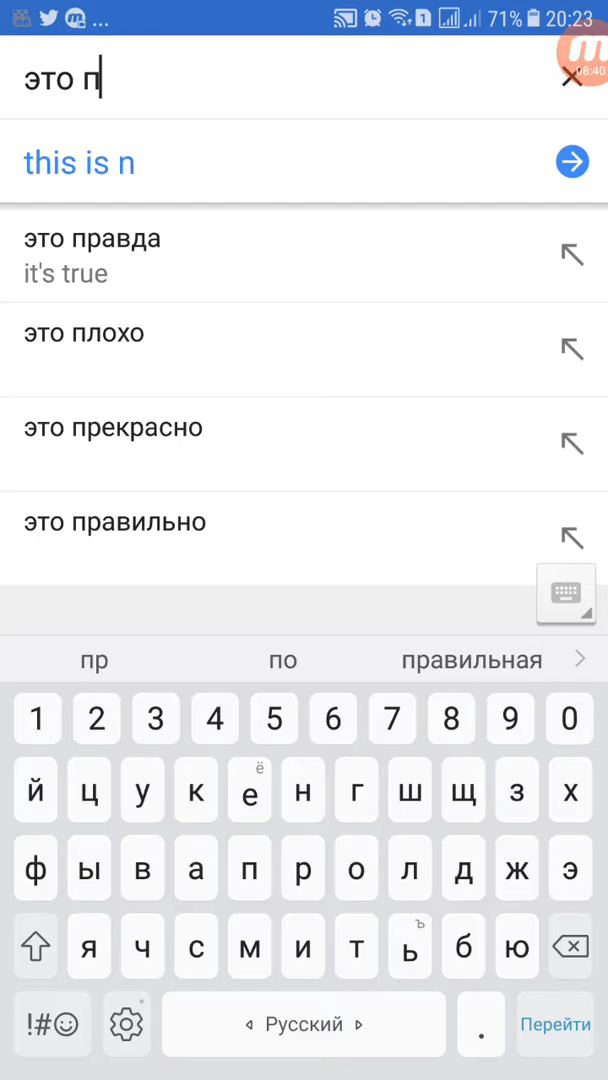 ... 1 71% 20:23
это п
08:40
this is n
это правда
it's true
это плохо
это прекрасно
это правильно
пр по правильная
1 2 3 4 5 6 7 8 9 0
ё
й ц у к е н г ш щ з х
ф ы в а п р о л д ж э
ъ
я ч с м и т ь б ю
!#☺ Русский . Перейти